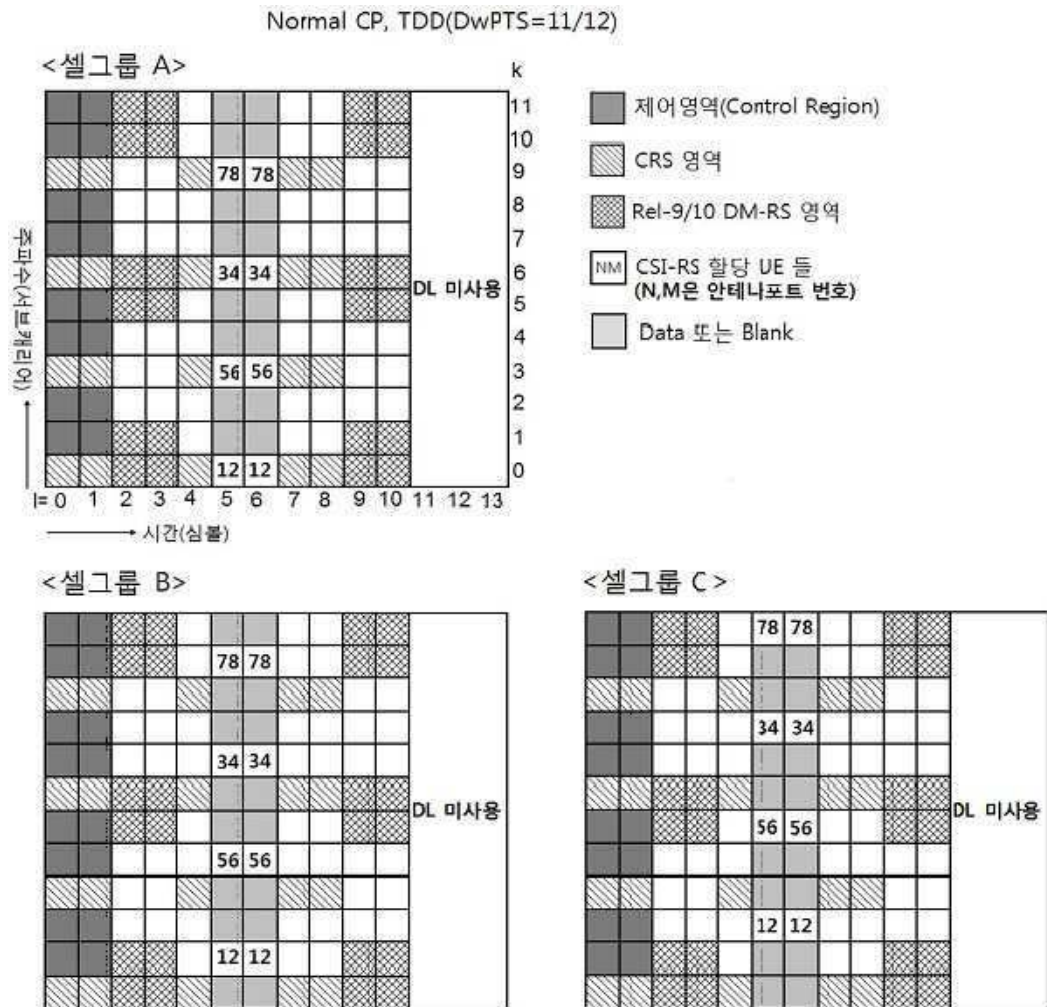 Normal CP, TDD(DwPTS=11/12)
<셀그룹 A>
k
11
10
78 78 9
8
7
34 34 6
5
4
56 56 3
2
1
12 12 0
DL 미사용
주파수(서브캐리어)
l= 0 1 2 3 4 5 6 7 8 9 10 11 12 13
시간(심볼)
제어영역(Control Region)
CRS 영역
Rel-9/10 DM-RS 영역
NM CSI-RS 할당 UE 들
(N,M은 안테나포트 번호)
Data 또는 Blank
<셀그룹 B>
78 78
34 34
DL 미사용
56 56
12 12
<셀그룹 C>
78 78
34 34
DL 미사용
56 56
12 12